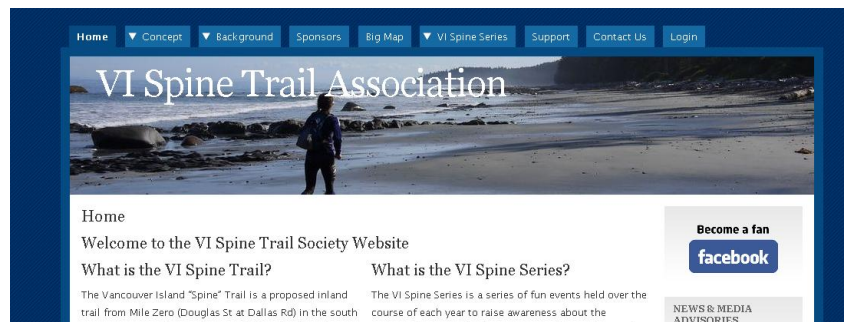 Home ▼ Concept ▼ Background Sponsors Big Map ▼ VI Spine Series Support Contact Us Login
VI Spine Trail Association
Home
Welcome to the VI Spine Trail Society Website
What is the VI Spine Trail?
The Vancouver Island "Spine" Trail is a proposed inland
trail from Mile Zero (Douglas St at Dallas Rd) in the south
What is the VI Spine Series?
The VI Spine Series is a series of fun events held over the
course of each year to raise awareness about the
Become a fan
facebook
NEWS & MEDIA
ADVISORIES